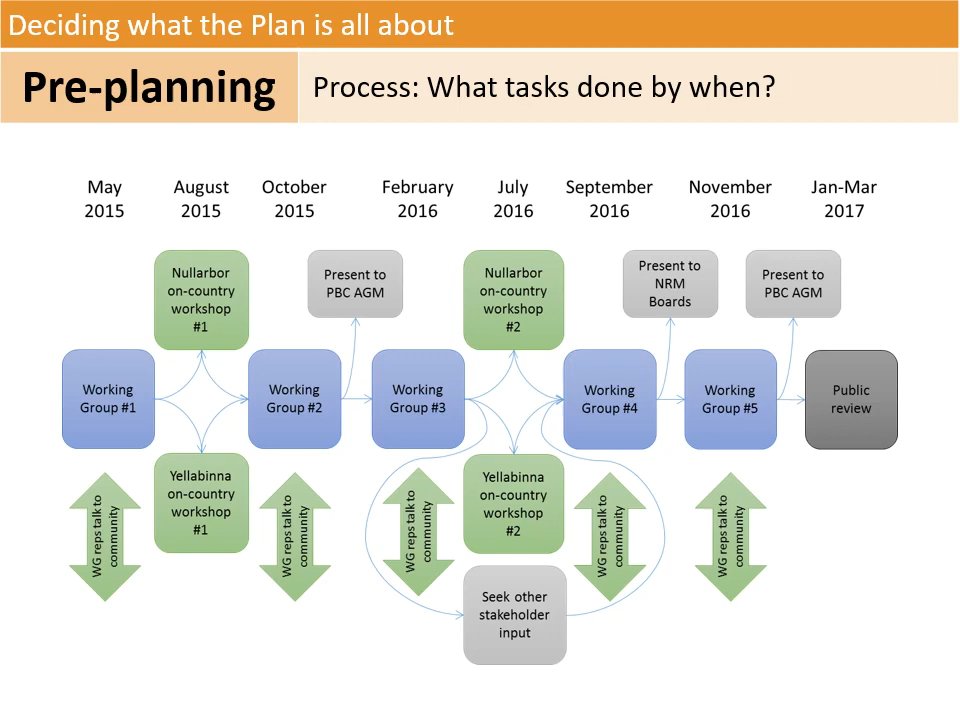 Deciding what the Plan is all about
Pre-planning
Process: What tasks done by when?
May
2015
August
2015
October
2015
February
2016
July
2016
September
2016
November
2016
Jan-Mar
2017
Nullarbor
on-country
workshop
#1
Present to
PBC AGM
Nullarbor
on-country
workshop
#2
Present to
NRM
Boards
Present to
PBC AGM
Working
Group #1
Working
Group #2
Working
Group #3
Working
Group #4
Working
Group #5
Public
review
Yellabinna
on-country
workshop
#1
Yellabinna
on-country
workshop
#2
WG reps talk to
community
WG reps talk to
community
WG reps talk to
community
WG reps talk to
community
WG reps talk to
community
Seek other
stakeholder
input